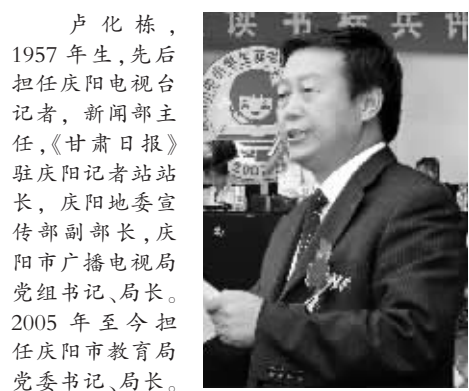 卢化栋，
1957年生，先后
担任庆阳电视台
记者，新闻部主
任，《甘肃日报》
驻庆阳记者站站
长，庆阳地委宣
传部副部长，庆
阳市广播电视局
党组书记、局长。
2005年至今担
任庆阳市教育局
党委书记、局长。
读书标兵评